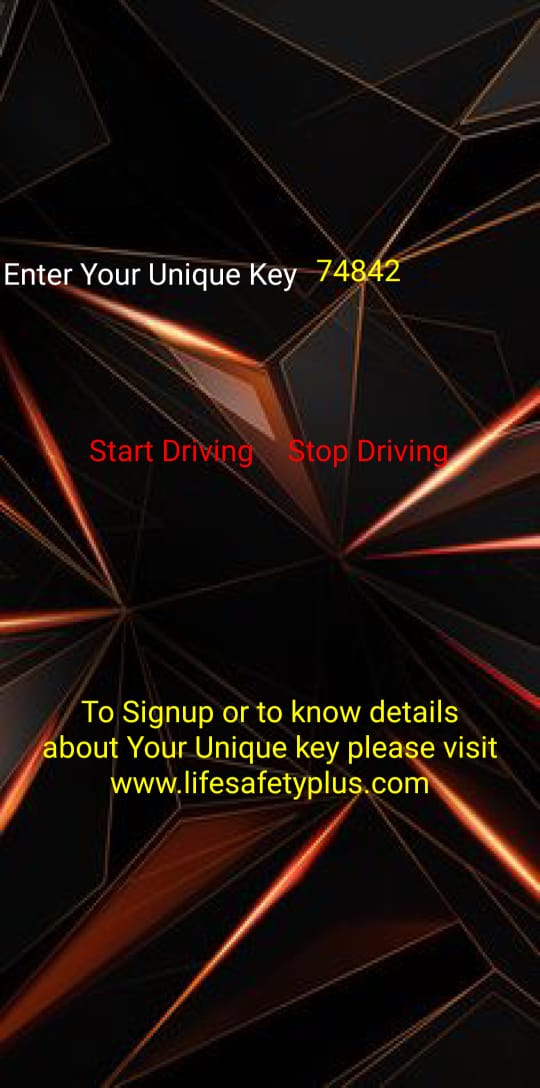 Enter Your Unique Key 74842
Start Driving Stop Driving
To Signup or to know details
about Your Unique key please visit
www.lifesafetyplus.com